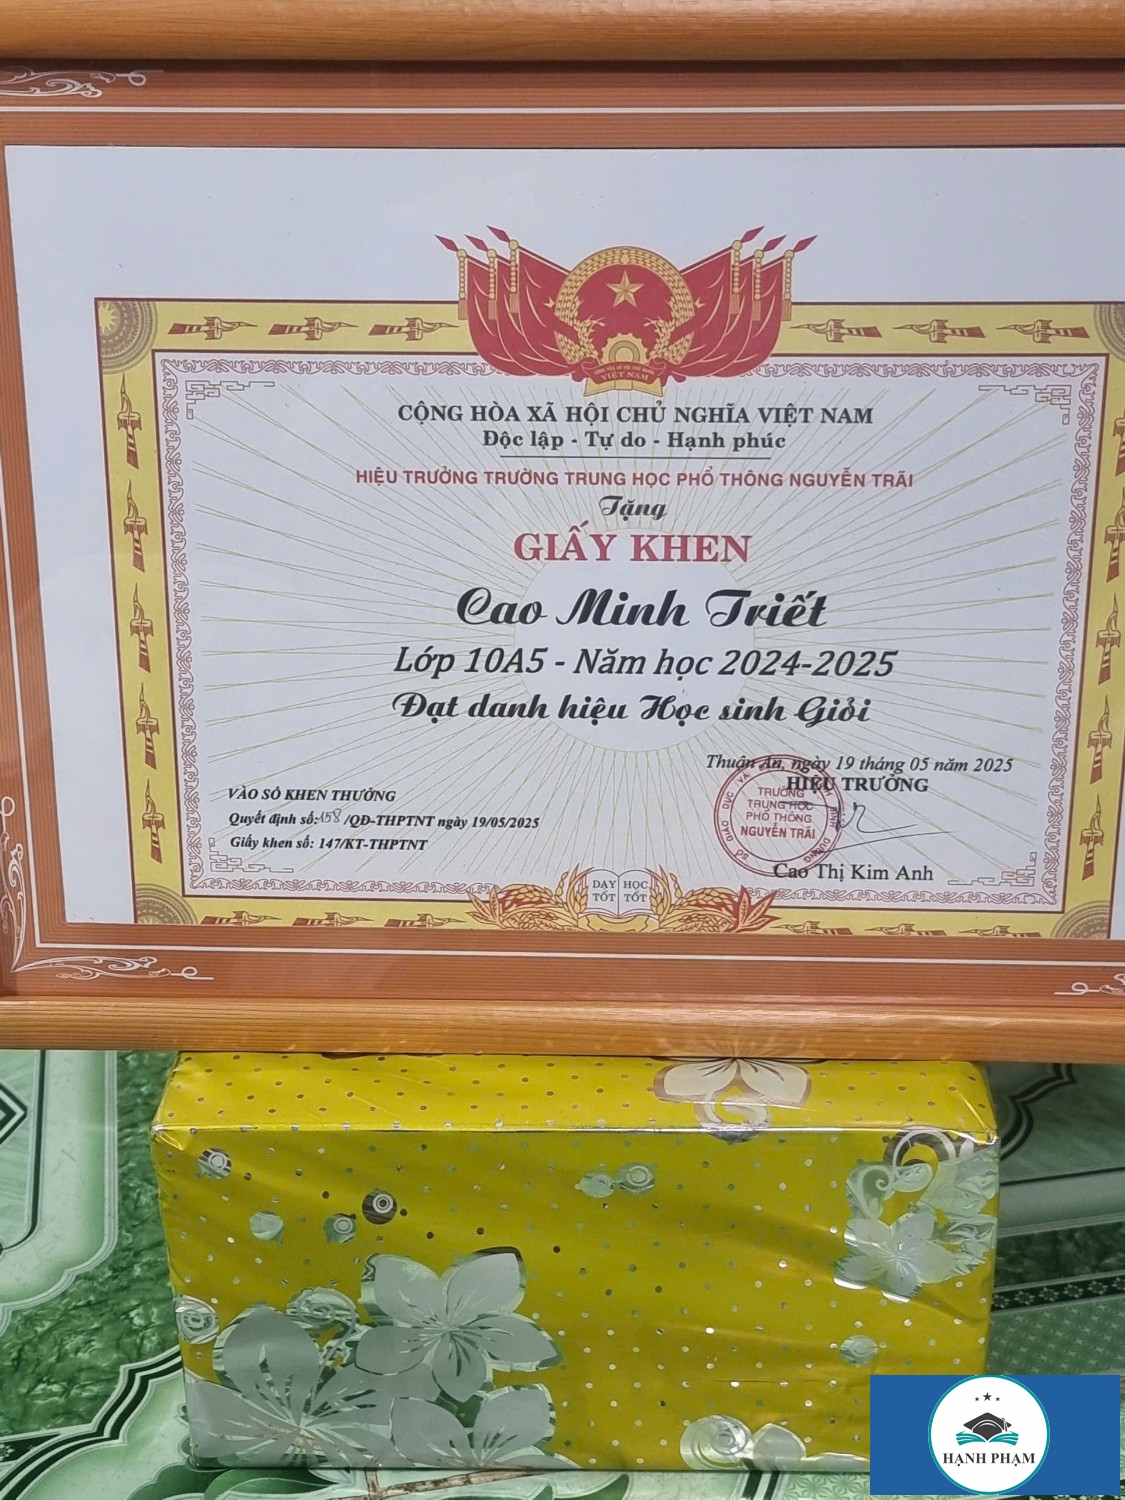 CỘNG HÒA XÃ HỘI CHỦ NGHĨA VIỆT NAM
Độc lập - Tự do - Hạnh phúc
HIỆU TRƯỞNG TRƯỜNG TRUNG HỌC PHỔ THÔNG NGUYỄN TRÃI
Tặng
GIẤY KHEN
Cao Minh Triết
Lớp 10A5 - Năm học 2024-2025
Đạt danh hiệu Học sinh Giỏi
Thuận An, ngày 19 tháng 05 năm 2025
HIỆU TRƯỞNG
TRƯỜNG
TRUNG HỌC
PHỔ THÔNG
NGUYỄN TRÃI
Cao Thị Kim Anh
VÀO SỔ KHEN THƯỞNG
Quyết định số:158 /QĐ-THPTNT ngày 19/05/2025
Giấy khen số: 147/KT-THPTNT
DẠY TỐT
HỌC TỐT
HẠNH PHẠM